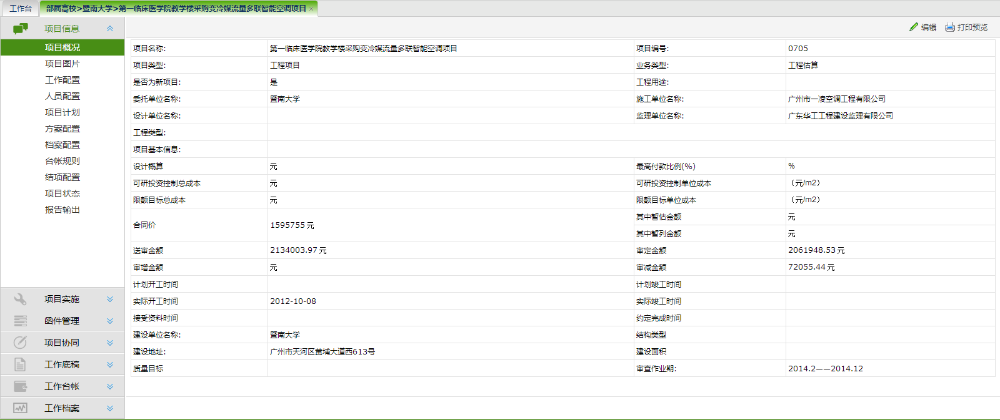 工作台 部属高校>暨南大学>第一临床医学院教学楼采购变冷媒流量多联智能空调项目 ×
编辑 打印预览
项目信息
项目概况
项目图片
工作配置
人员配置
项目计划
方案配置
档案配置
台帐规则
结项配置
项目状态
报告输出
项目实施
函件管理
项目协同
工作底稿
工作台帐
工作档案
项目名称: 第一临床医学院教学楼采购变冷媒流量多联智能空调项目 项目编号: 0705
项目类型: 工程项目 业务类型: 工程估算
是否为新项目: 是 工程用途:
委托单位名称: 暨南大学 施工单位名称: 广州市一凌空调工程有限公司
设计单位名称: 监理单位名称: 广东华工工程建设监理有限公司
工程类型:
项目基本信息:
设计概算 元 最高付款比例(%) %
可研投资控制总成本 元 可研投资控制单位成本 （元/m2）
限额目标总成本 元 限额目标单位成本 （元/m2）
合同价 1595755元 其中暂估金额 元
其中暂列金额 元
送审金额 2134003.97元 审定金额 2061948.53元
审增金额 元 审减金额 72055.44元
计划开工时间 计划竣工时间
实际开工时间 2012-10-08 实际竣工时间
接受资料时间 约定完成时间
建设单位名称: 暨南大学 结构类型
建设地址: 广州市天河区黄埔大道西613号 建设面积
质量目标 审查作业期: 2014.2——2014.12